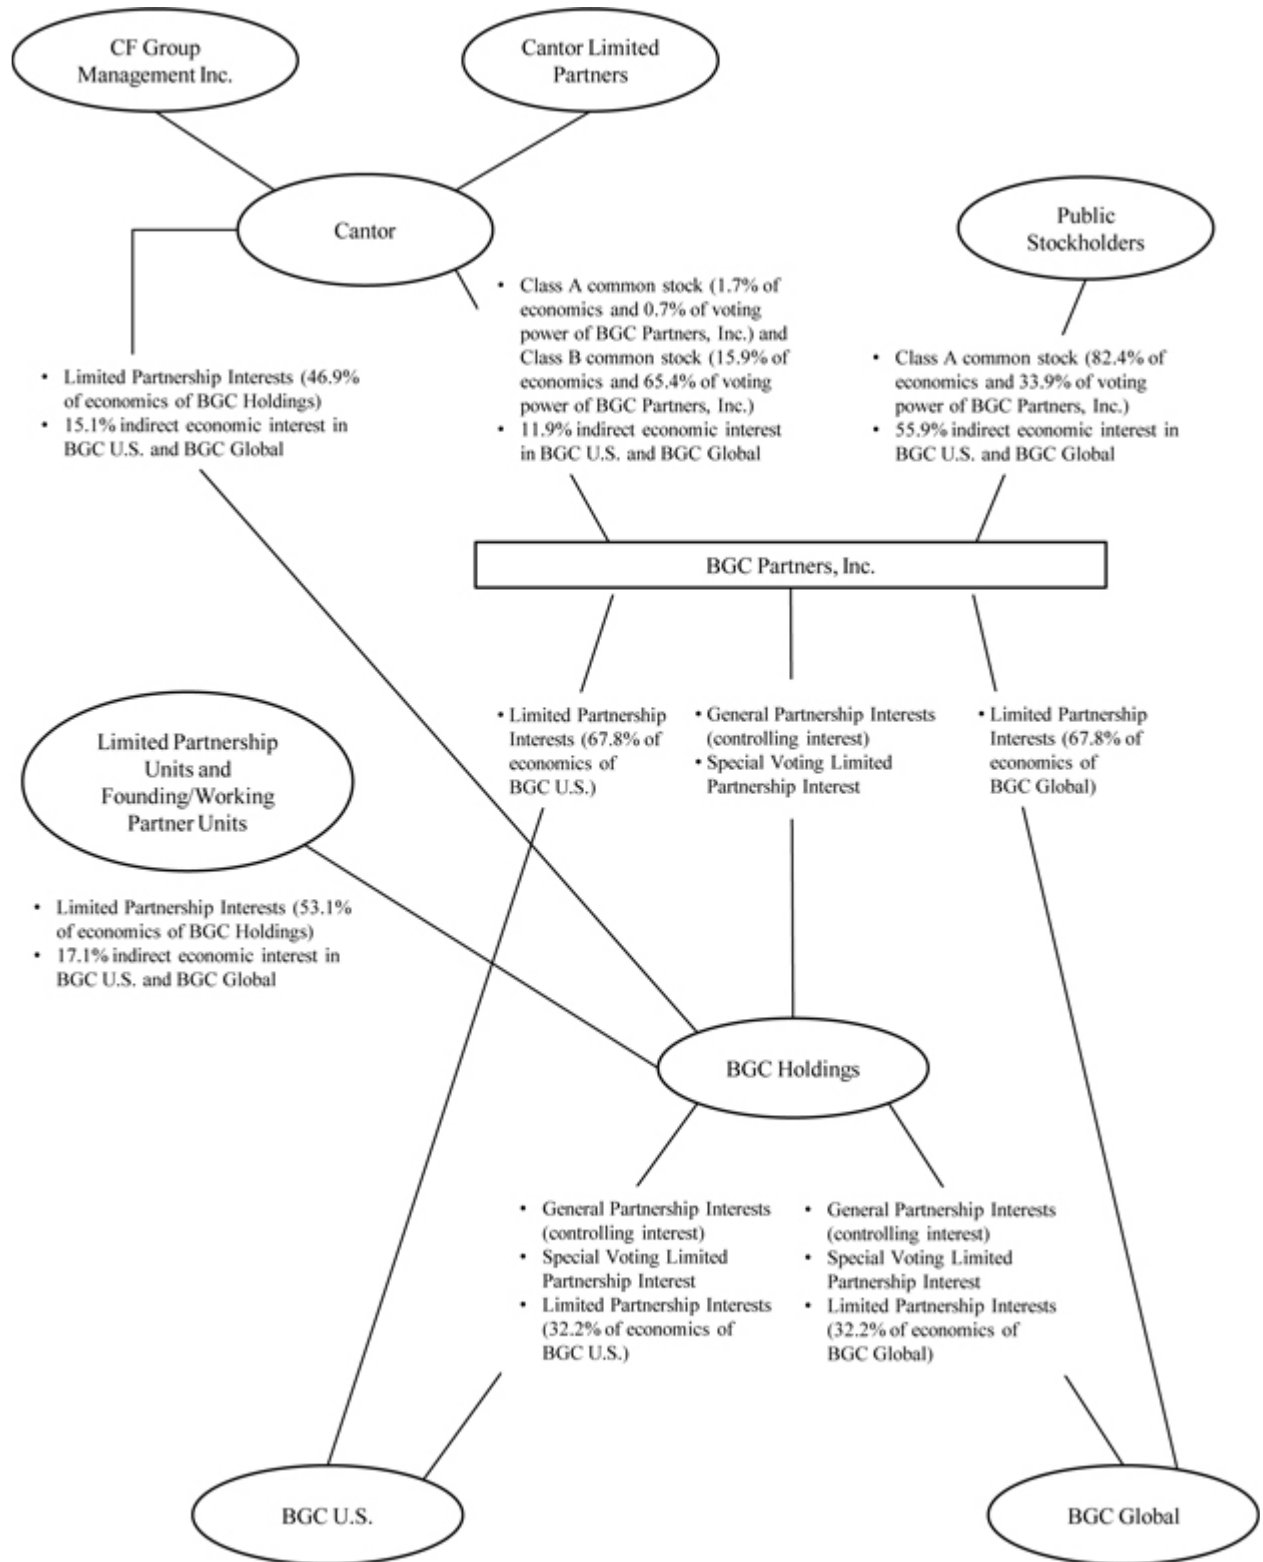 CF Group
Management Inc.
Cantor Limited
Partners
Cantor
Public
Stockholders
• Class A common stock (1.7% of
economics and 0.7% of voting
power of BGC Partners, Inc.) and
Class B common stock (15.9% of
economics and 65.4% of voting
power of BGC Partners, Inc.)
• 11.9% indirect economic interest
in BGC U.S. and BGC Global
• Class A common stock (82.4% of
economics and 33.9% of voting
power of BGC Partners, Inc.)
• 55.9% indirect economic interest in
BGC U.S. and BGC Global
• Limited Partnership Interests (46.9%
of economics of BGC Holdings)
• 15.1% indirect economic interest in
BGC U.S. and BGC Global
BGC Partners, Inc.
• Limited Partnership
Interests (67.8% of
economics of
BGC U.S.)
• General Partnership Interests
(controlling interest)
• Special Voting Limited
Partnership Interest
• Limited Partnership
Interests (67.8% of
economics of
BGC Global)
Limited Partnership
Units and
Founding/Working
Partner Units
• Limited Partnership Interests (53.1%
of economics of BGC Holdings)
• 17.1% indirect economic interest in
BGC U.S. and BGC Global
BGC Holdings
• General Partnership Interests
(controlling interest)
• Special Voting Limited
Partnership Interest
• Limited Partnership Interests
(32.2% of economics of
BGC U.S.)
• General Partnership Interests
(controlling interest)
• Special Voting Limited
Partnership Interest
• Limited Partnership Interests
(32.2% of economics of
BGC Global)
BGC U.S.
BGC Global